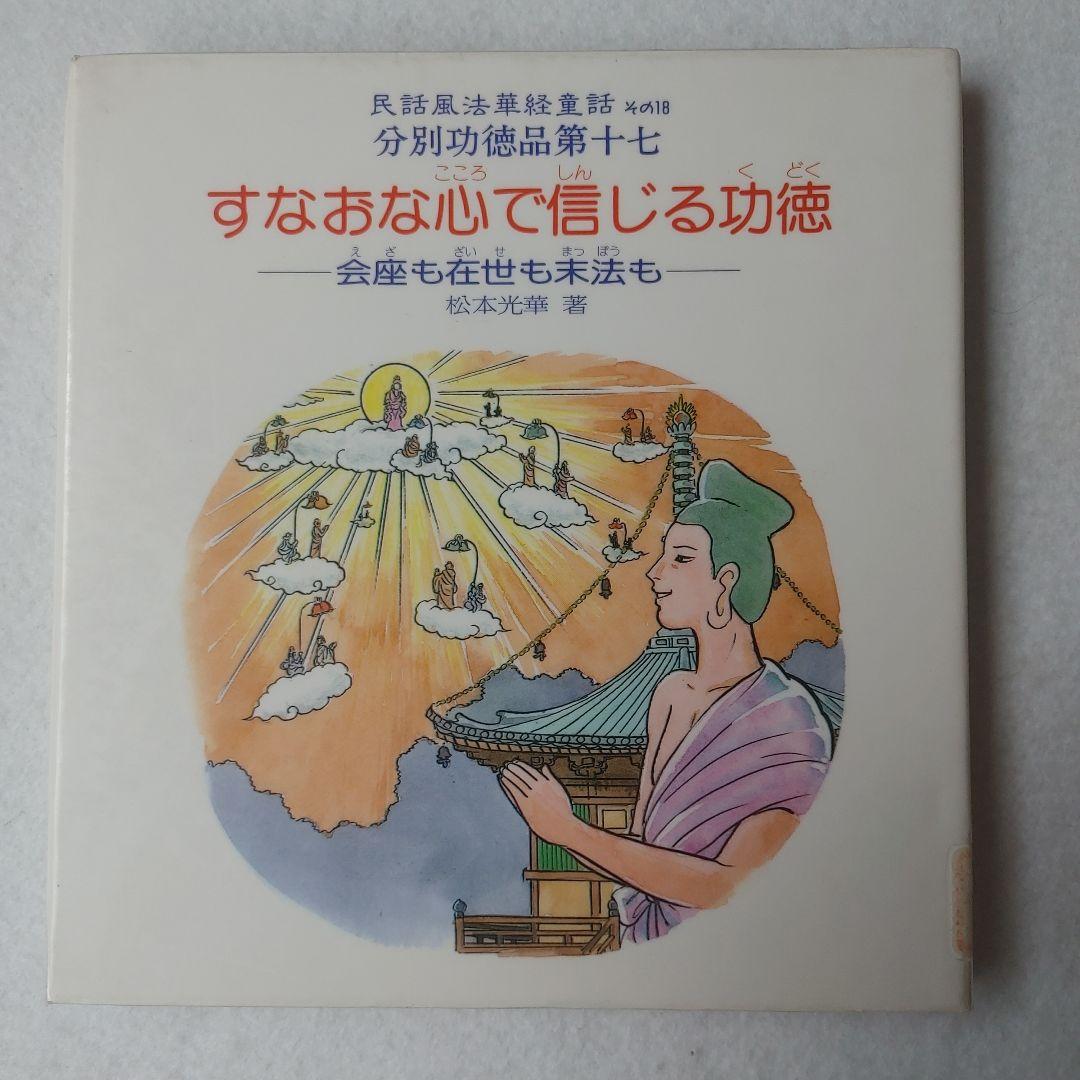 民話風法華経童話 その18
分別功徳品第十七
すなおな心で信じる功徳
こころ しん く どく
会座も在世も末法も
え ざ ざい せ まっ ぽう
松本光華 著